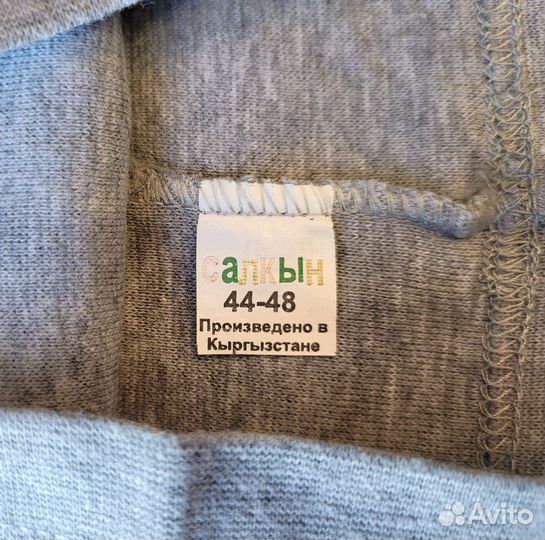 салкын
44-48
Произведено в
Кыргызстане
Avito